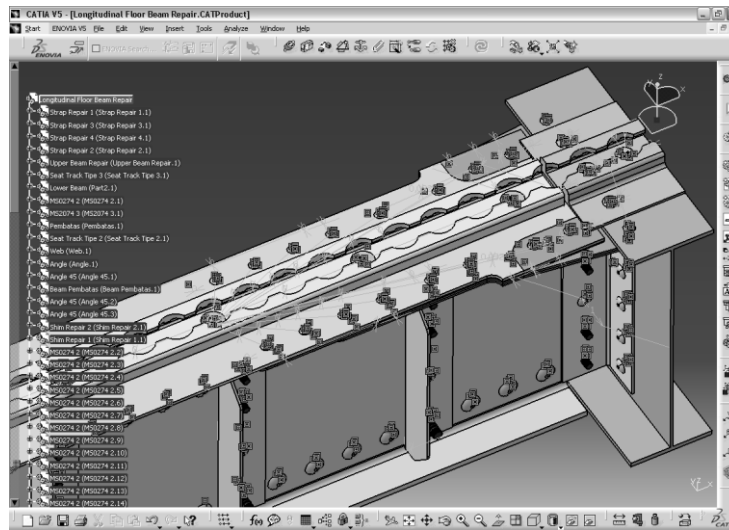 CATIA V5 - [Longitudinal Floor Beam Repair.CATProduct]
Start ENOVIA V5 File Edit View Insert Tools Analyze Window Help
ENOVIA
Longitudinal Floor Beam Repair
Strap Repair 1 (Strap Repair 1.1)
Strap Repair 3 (Strap Repair 3.1)
Strap Repair 4 (Strap Repair 4.1)
Strap Repair 2 (Strap Repair 2.1)
Upper Beam Repair (Upper Beam Repair.1)
Seat Track Tipe 3 (Seat Track Tipe 3.1)
Lower Beam (Part2.1)
MS0274 2 (MS0274 2.1)
MS2074 3 (MS2074 3.1)
Pembatas (Pembatas.1)
Seat Track Tipe 2 (Seat Track Tipe 2.1)
Web (Web.1)
Angle (Angle.1)
Angle 45 (Angle 45.1)
Beam Pembatas (Beam Pembatas.1)
Angle 45 (Angle 45.2)
Angle 45 (Angle 45.3)
Shim Repair 2 (Shim Repair 2.1)
Shim Repair 1 (Shim Repair 1.1)
MS0274 2 (MS0274 2.2)
MS0274 2 (MS0274 2.3)
MS0274 2 (MS0274 2.4)
MS0274 2 (MS0274 2.5)
MS0274 2 (MS0274 2.6)
MS0274 2 (MS0274 2.7)
MS0274 2 (MS0274 2.8)
MS0274 2 (MS0274 2.9)
MS0274 2 (MS0274 2.10)
MS0274 2 (MS0274 2.11)
MS0274 2 (MS0274 2.12)
MS0274 2 (MS0274 2.13)
MS0274 2 (MS0274 2.14)
z
x
f(x)
CAT